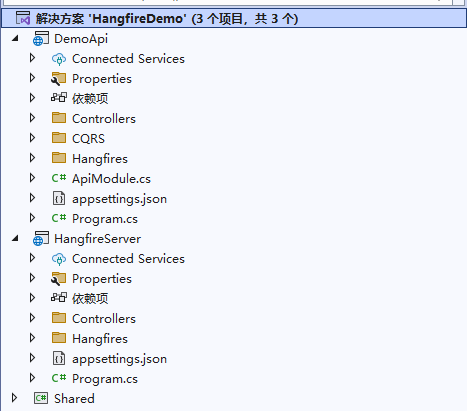 解决方案 'HangfireDemo' (3 个项目，共 3 个)
DemoApi
Connected Services
Properties
依赖项
Controllers
CQRS
Hangfires
C# ApiModule.cs
appsettings.json
C# Program.cs
HangfireServer
Connected Services
Properties
依赖项
Controllers
Hangfires
appsettings.json
C# Program.cs
C# Shared